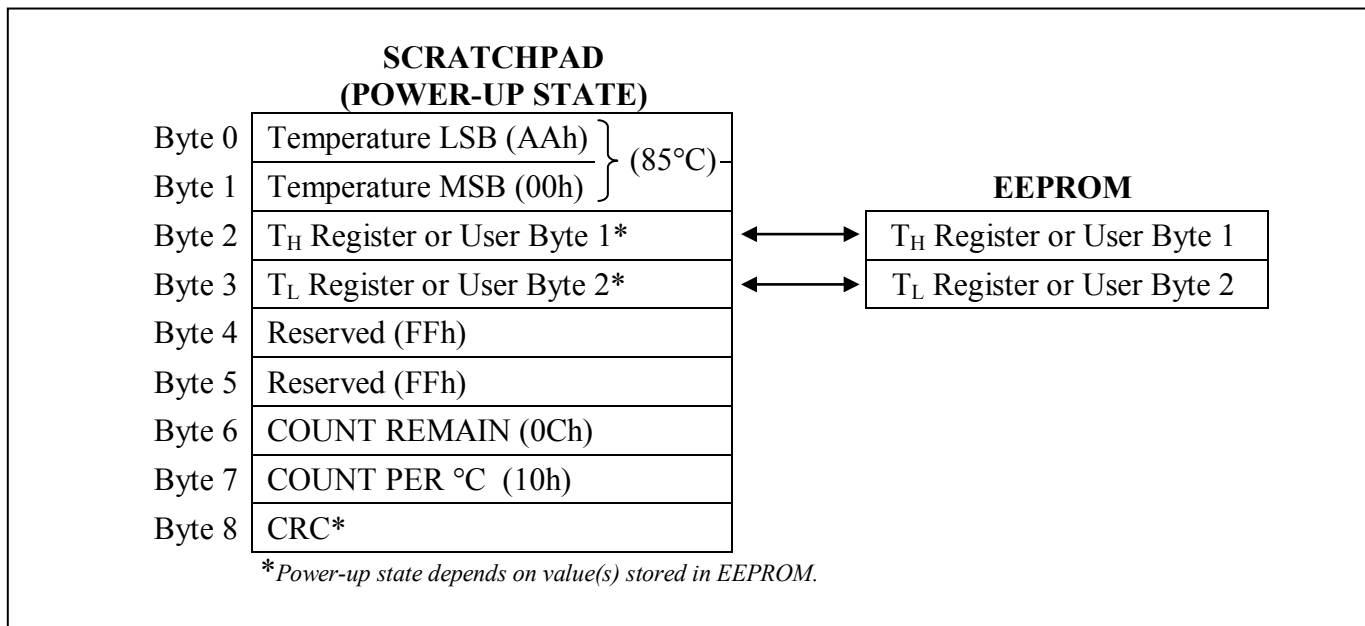 SCRATCHPAD
(POWER-UP STATE)
Byte 0 Temperature LSB (AAh)
(85°C)
Byte 1 Temperature MSB (00h)
EEPROM
Byte 2 TH Register or User Byte 1* TH Register or User Byte 1
Byte 3 TL Register or User Byte 2* TL Register or User Byte 2
Byte 4 Reserved (FFh)
Byte 5 Reserved (FFh)
Byte 6 COUNT REMAIN (0Ch)
Byte 7 COUNT PER °C (10h)
Byte 8 CRC*
*Power-up state depends on value(s) stored in EEPROM.